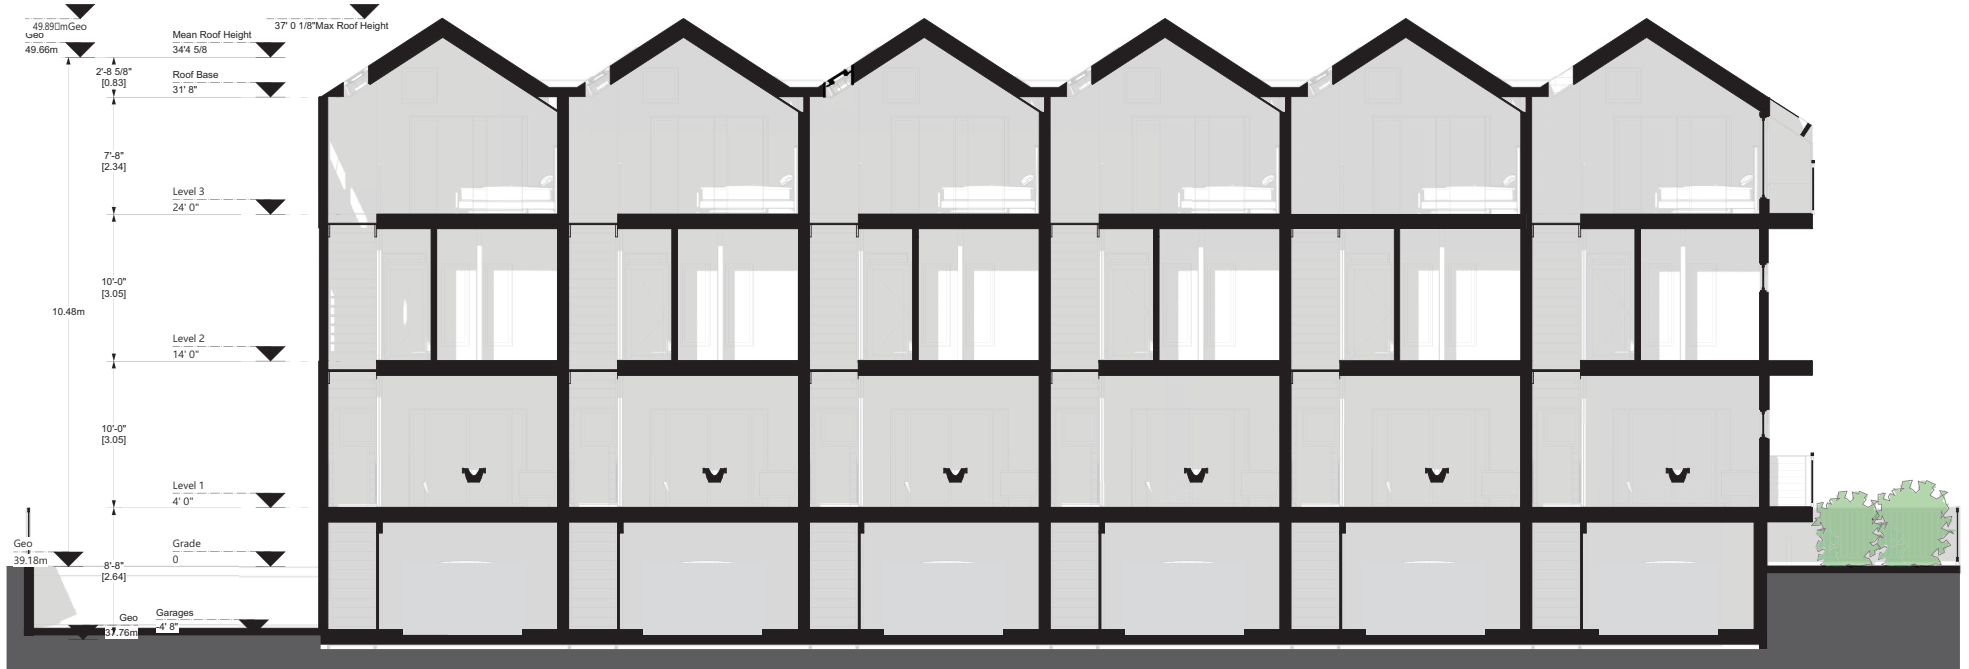 49.89▯mGeo
37' 0 1/8"Max Roof Height
Geo
49.66m
Mean Roof Height
34'4 5/8
2'-8 5/8"
[0.83]
Roof Base
31' 8"
7'-8"
[2.34]
Level 3
24' 0"
10'-0"
[3.05]
10.48m
Level 2
14' 0"
10'-0"
[3.05]
Level 1
4' 0"
Geo
39.18m
Grade
0
8'-8"
[2.64]
Geo
37.76m
Garages
-4' 8"